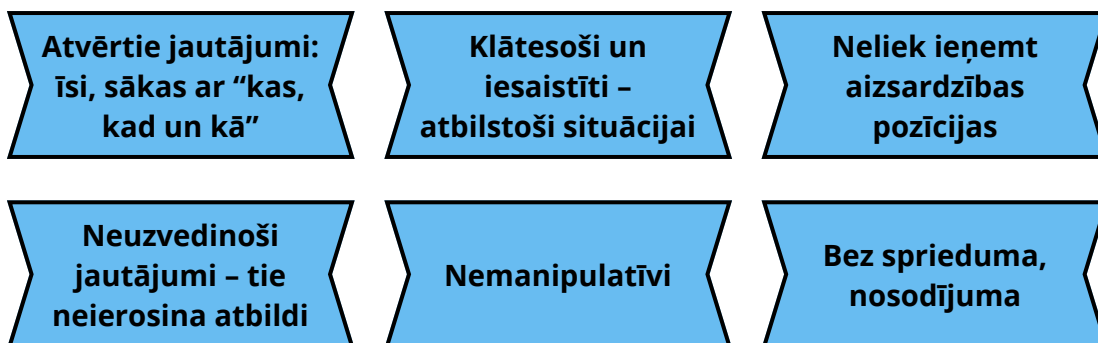 Atvērtie jautājumi:
īsi, sākas ar “kas,
kad un kā”
Klātesoši un
iesaistīti –
atbilstoši situācijai
Neliek ieņemt
aizsardzības
pozīcijas
Neuzvedinoši
jautājumi – tie
neierosina atbildi
Nemanipulatīvi
Bez sprieduma,
nosodījuma